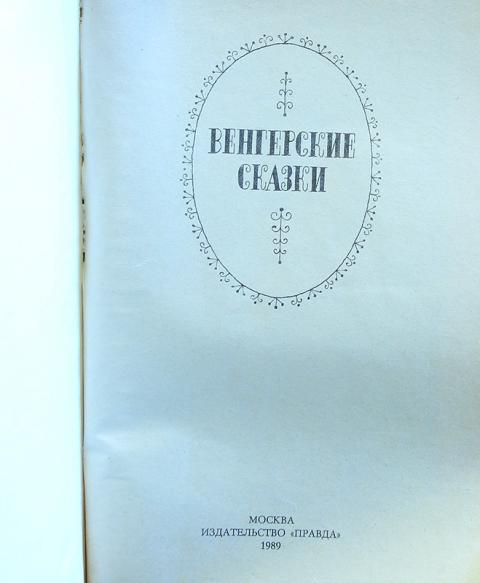 ВЕНГЕРСКИЕ
СКАЗКИ
МОСКВА
ИЗДАТЕЛЬСТВО «ПРАВДА»
1989